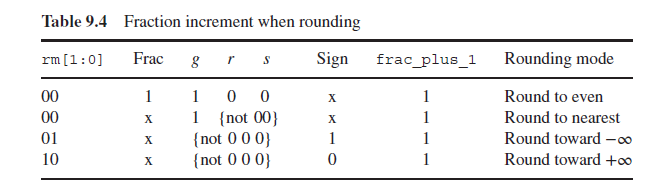 Table 9.4 Fraction increment when rounding
rm[1:0] Frac g r s Sign frac_plus_1 Rounding mode
00 1 1 0 0 x 1 Round to even
00 x 1 {not 00} x 1 Round to nearest
01 x {not 0 0 0} 1 1 Round toward −∞
10 x {not 0 0 0} 0 1 Round toward +∞